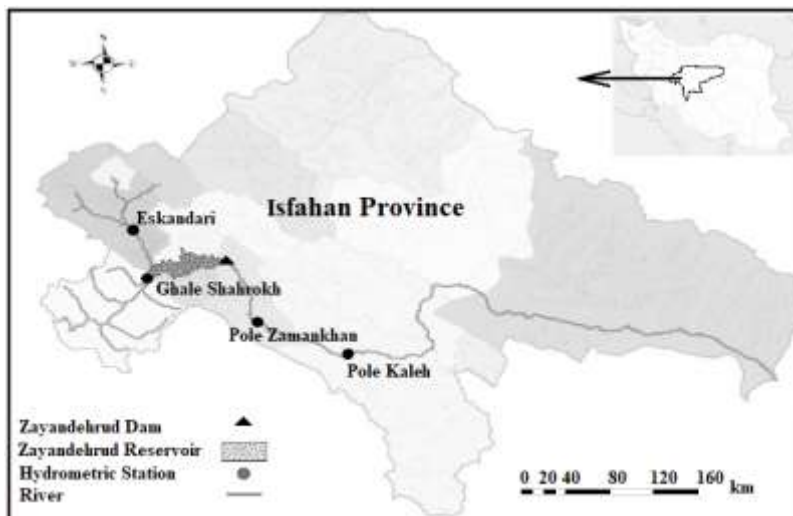 Isfahan Province
Eskandari
Ghale Shahrokh
Pole Zamankhan
Pole Kaleh
Zayandehrud Dam
Zayandehrud Reservoir
Hydrometric Station
River
0 20 40 80 120 160
km